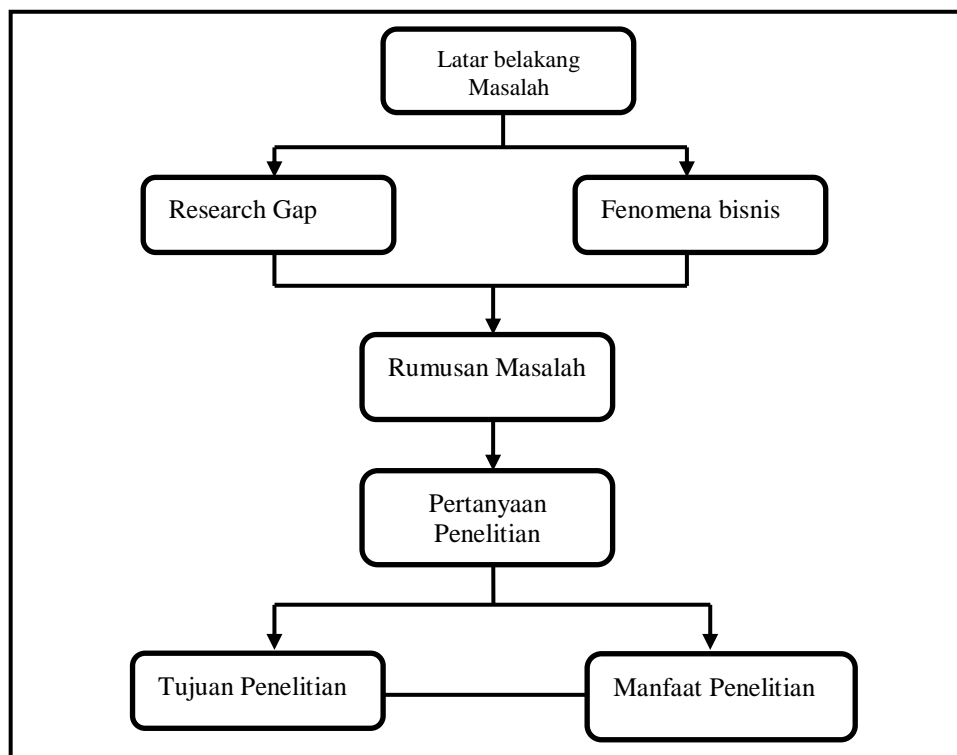 Latar belakang
Masalah
Research Gap
Fenomena bisnis
Rumusan Masalah
Pertanyaan
Penelitian
Tujuan Penelitian
Manfaat Penelitian